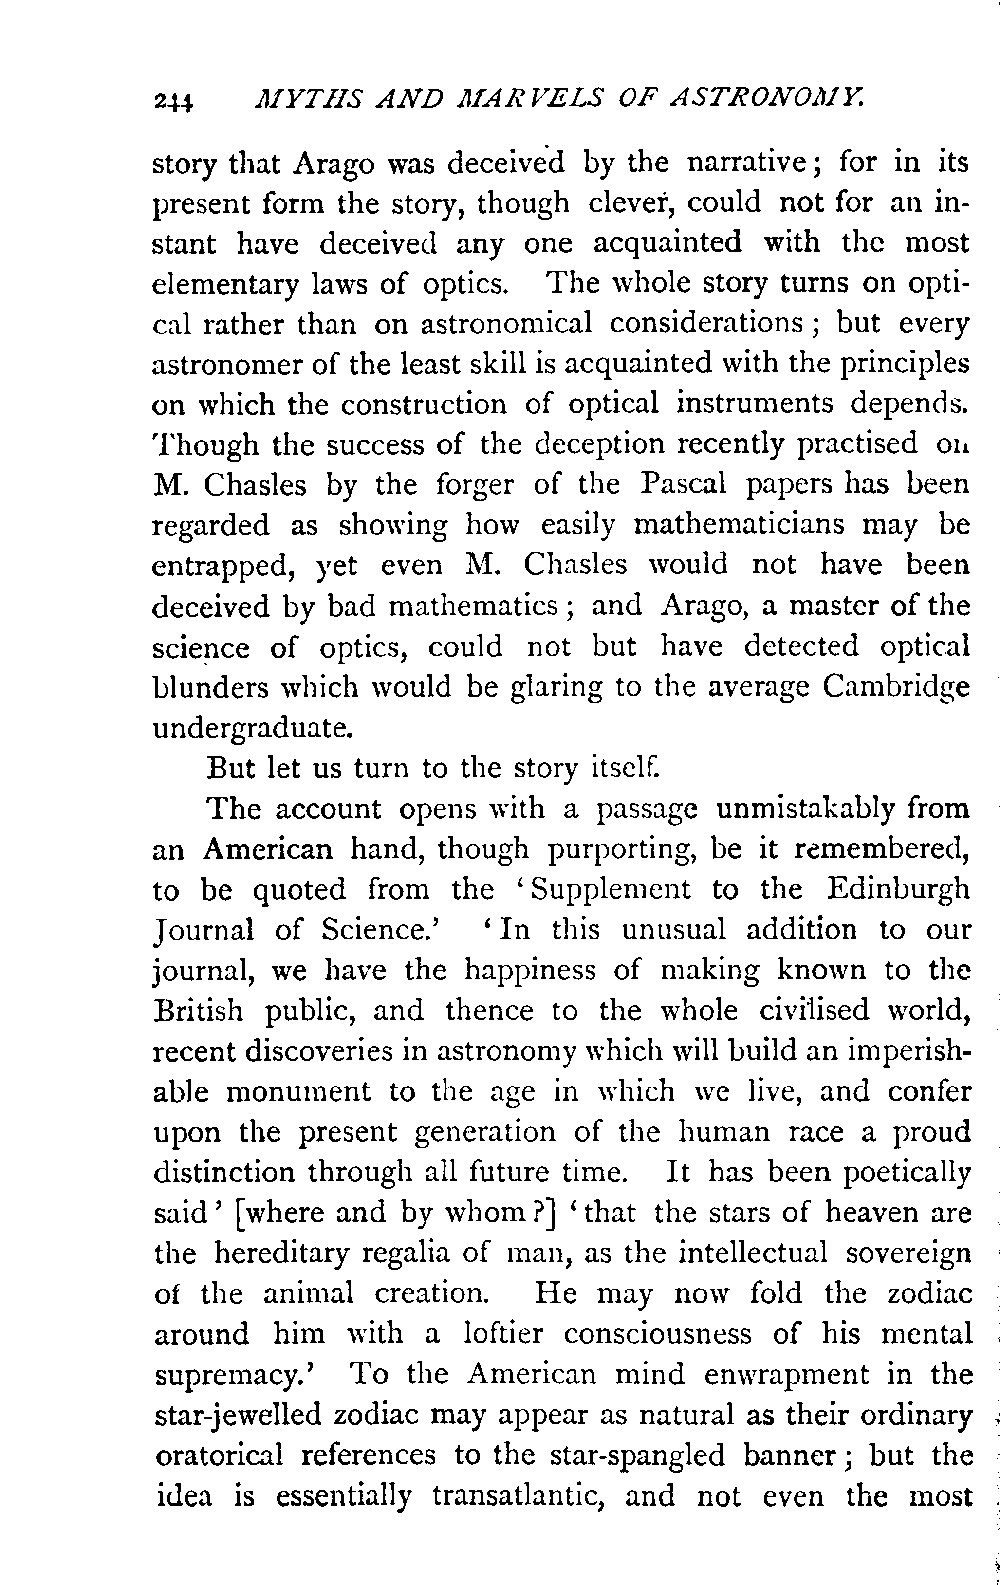 244 MYTHS AND MARVELS OF ASTRONOMY.
story that Arago was deceived by the narrative; for in its
present form the story, though clever, could not for an in-
stant have deceived any one acquainted with the most
elementary laws of optics. The whole story turns on opti-
cal rather than on astronomical considerations; but every
astronomer of the least skill is acquainted with the principles
on which the construction of optical instruments depends.
Though the success of the deception recently practised on
M. Chasles by the forger of the Pascal papers has been
regarded as showing how easily mathematicians may be
entrapped, yet even M. Chasles would not have been
deceived by bad mathematics; and Arago, a master of the
science of optics, could not but have detected optical
blunders which would be glaring to the average Cambridge
undergraduate.
But let us turn to the story itself.
The account opens with a passage unmistakably from
an American hand, though purporting, be it remembered,
to be quoted from the ‘Supplement to the Edinburgh
Journal of Science.’ ‘In this unusual addition to our
journal, we have the happiness of making known to the
British public, and thence to the whole civilised world,
recent discoveries in astronomy which will build an imperish-
able monument to the age in which we live, and confer
upon the present generation of the human race a proud
distinction through all future time. It has been poetically
said’ [where and by whom?] ‘that the stars of heaven are
the hereditary regalia of man, as the intellectual sovereign
of the animal creation. He may now fold the zodiac
around him with a loftier consciousness of his mental
supremacy.’ To the American mind enwrapment in the
star-jewelled zodiac may appear as natural as their ordinary
oratorical references to the star-spangled banner; but the
idea is essentially transatlantic, and not even the most